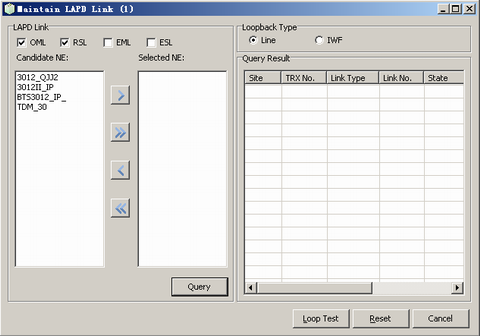 Maintain LAPD Link (1)
LAPD Link
OML RSL EML ESL
Candidate NE: Selected NE:
3012_QJJ2
3012II_IP
BTS3012_IP_
TDM_30
Query
Loopback Type
Line IWF
Query Result
Site TRX No. Link Type Link No. State
Loop Test Reset Cancel